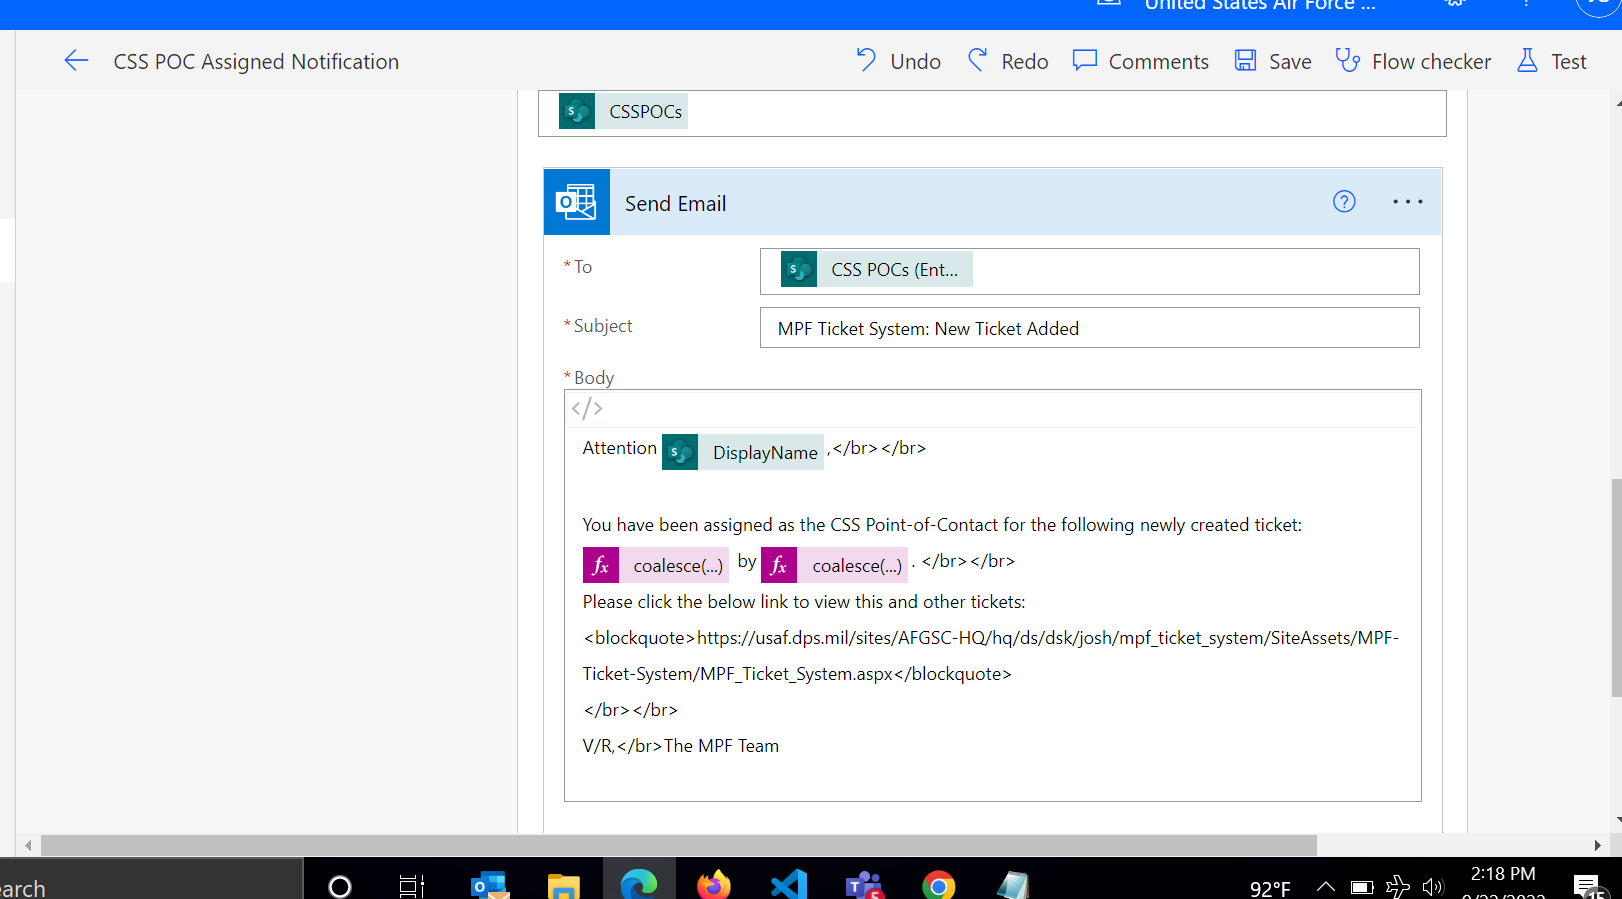 United States Air Force ...
CSS POC Assigned Notification
Undo
Redo
Comments
Save
Flow checker
Test
CSSPOCs
Send Email
* To
CSS POCs (Ent...
* Subject
MPF Ticket System: New Ticket Added
* Body
</>
Attention DisplayName ,</br></br>
You have been assigned as the CSS Point-of-Contact for the following newly created ticket:
fx coalesce(...) by fx coalesce(...) . </br></br>
Please click the below link to view this and other tickets:
<blockquote>https://usaf.dps.mil/sites/AFGSC-HQ/hq/ds/dsk/josh/mpf_ticket_system/SiteAssets/MPF-
Ticket-System/MPF_Ticket_System.aspx</blockquote>
</br></br>
V/R,</br>The MPF Team
earch
92°F
2:18 PM
15